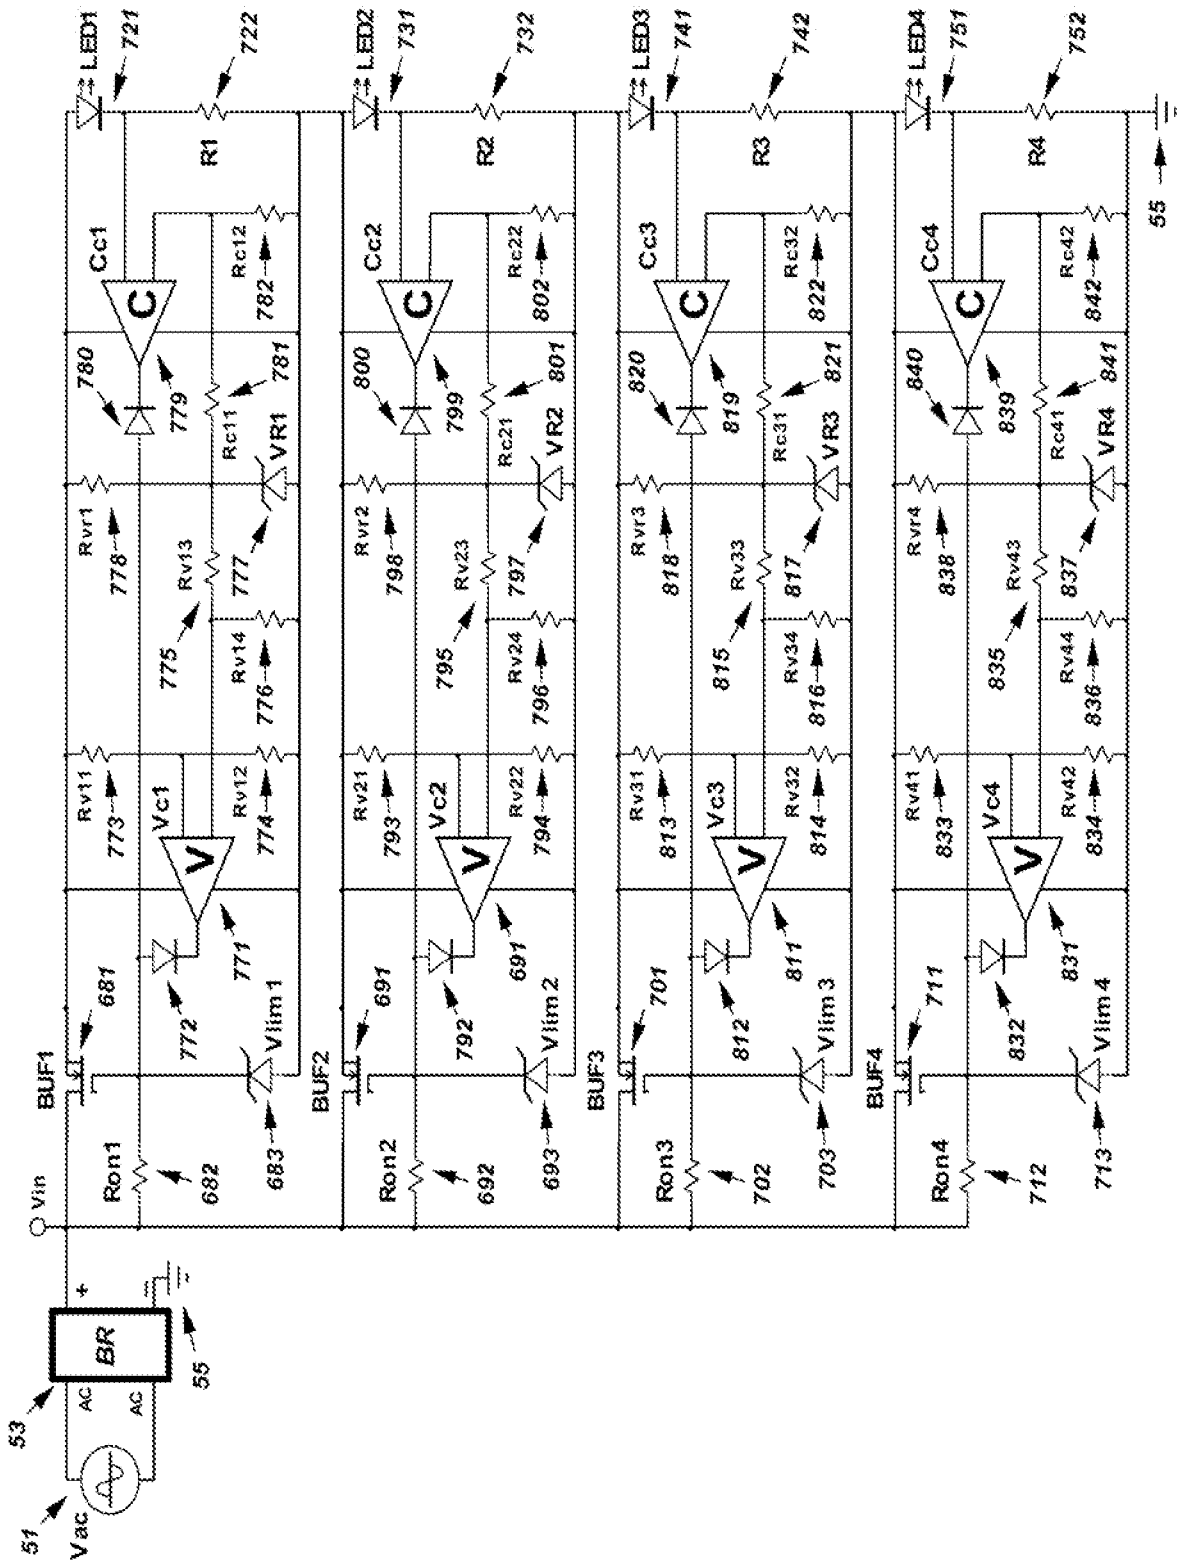 Vac
51
53
AC
AC
BR
+
55
Vin
BUF1
681
Ron1
682
683
Vlim1
772
771
V
Vc1
Rv11
773
Rv12
774
Rv14
776
775
Rv13
Rvr1
778
777
VR1
780
779
C
Cc1
Rc11
781
Rc12
782
LED1
721
722
R1
BUF2
691
Ron2
692
693
Vlim2
792
691
V
Vc2
Rv21
793
Rv22
794
Rv24
796
795
Rv23
Rvr2
798
797
VR2
800
799
C
Cc2
Rc21
801
Rc22
802
LED2
731
732
R2
BUF3
701
Ron3
702
703
Vlim3
812
811
V
Vc3
Rv31
813
Rv32
814
Rv34
816
815
Rv33
Rvr3
818
817
VR3
820
819
C
Cc3
Rc31
821
Rc32
822
LED3
741
742
R3
BUF4
711
Ron4
712
713
Vlim4
832
831
V
Vc4
Rv41
833
Rv42
834
Rv44
836
835
Rv43
Rvr4
838
837
VR4
840
839
C
Cc4
Rc41
841
Rc42
842
LED4
751
752
R4
55